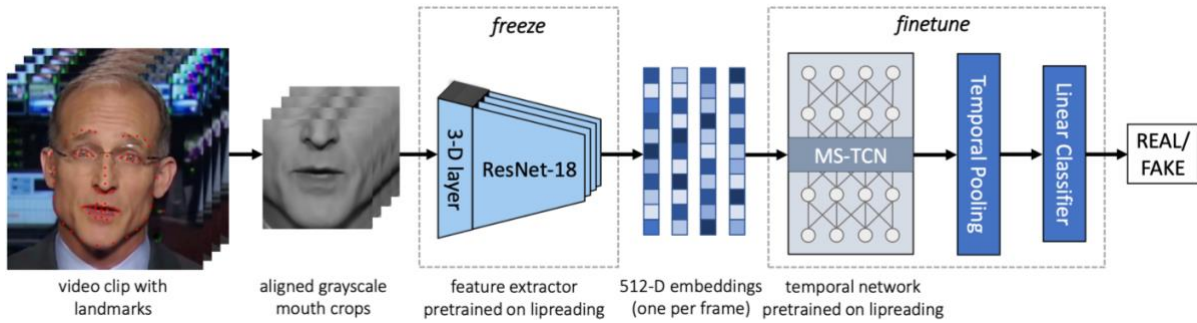 freeze
finetune
3-D layer
ResNet-18
MS-TCN
Temporal Pooling
Linear Classifier
REAL/
FAKE
video clip with
landmarks
aligned grayscale
mouth crops
feature extractor
pretrained on lipreading
512-D embeddings
(one per frame)
temporal network
pretrained on lipreading